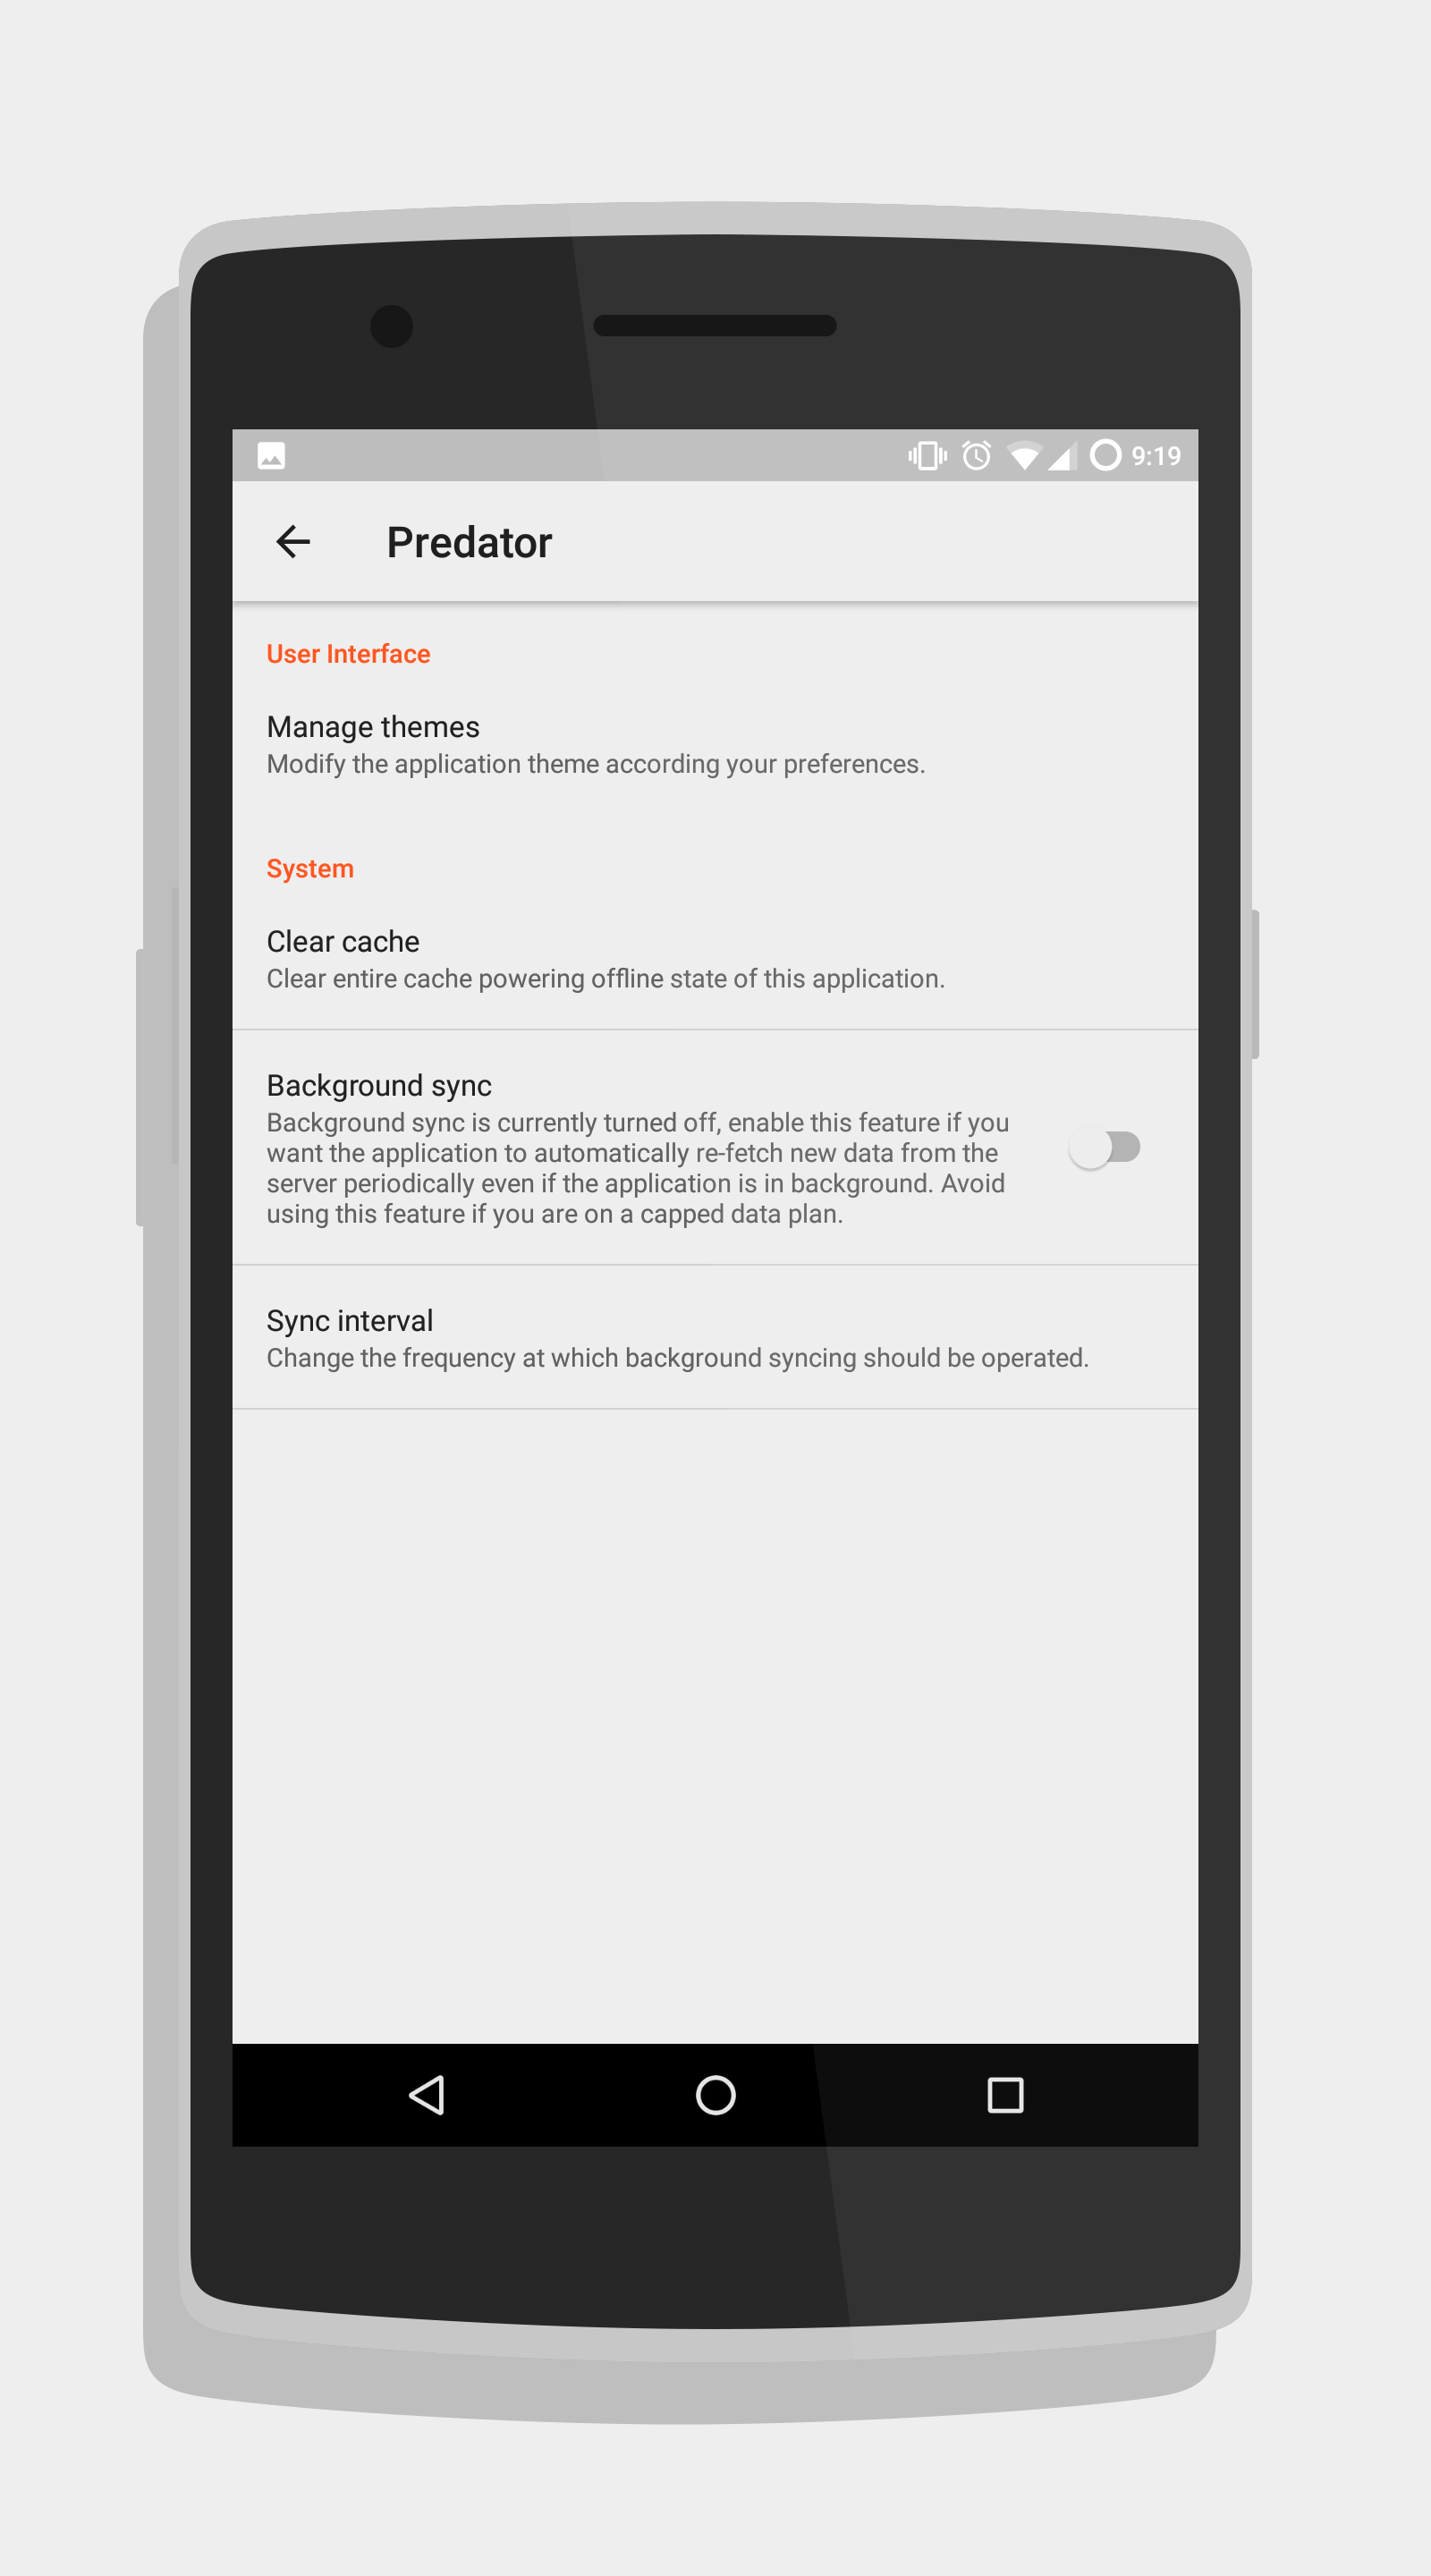 9:19
Predator
User Interface
Manage themes
Modify the application theme according your preferences.
System
Clear cache
Clear entire cache powering offline state of this application.
Background sync
Background sync is currently turned off, enable this feature if you
want the application to automatically re-fetch new data from the
server periodically even if the application is in background. Avoid
using this feature if you are on a capped data plan.
Sync interval
Change the frequency at which background syncing should be operated.